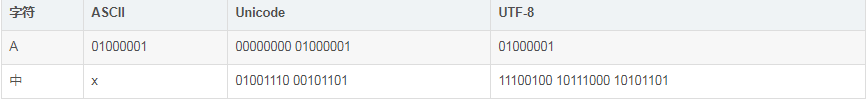 字符 ASCII Unicode UTF-8
A 01000001 00000000 01000001 01000001
中 x 01001110 00101101 11100100 10111000 10101101